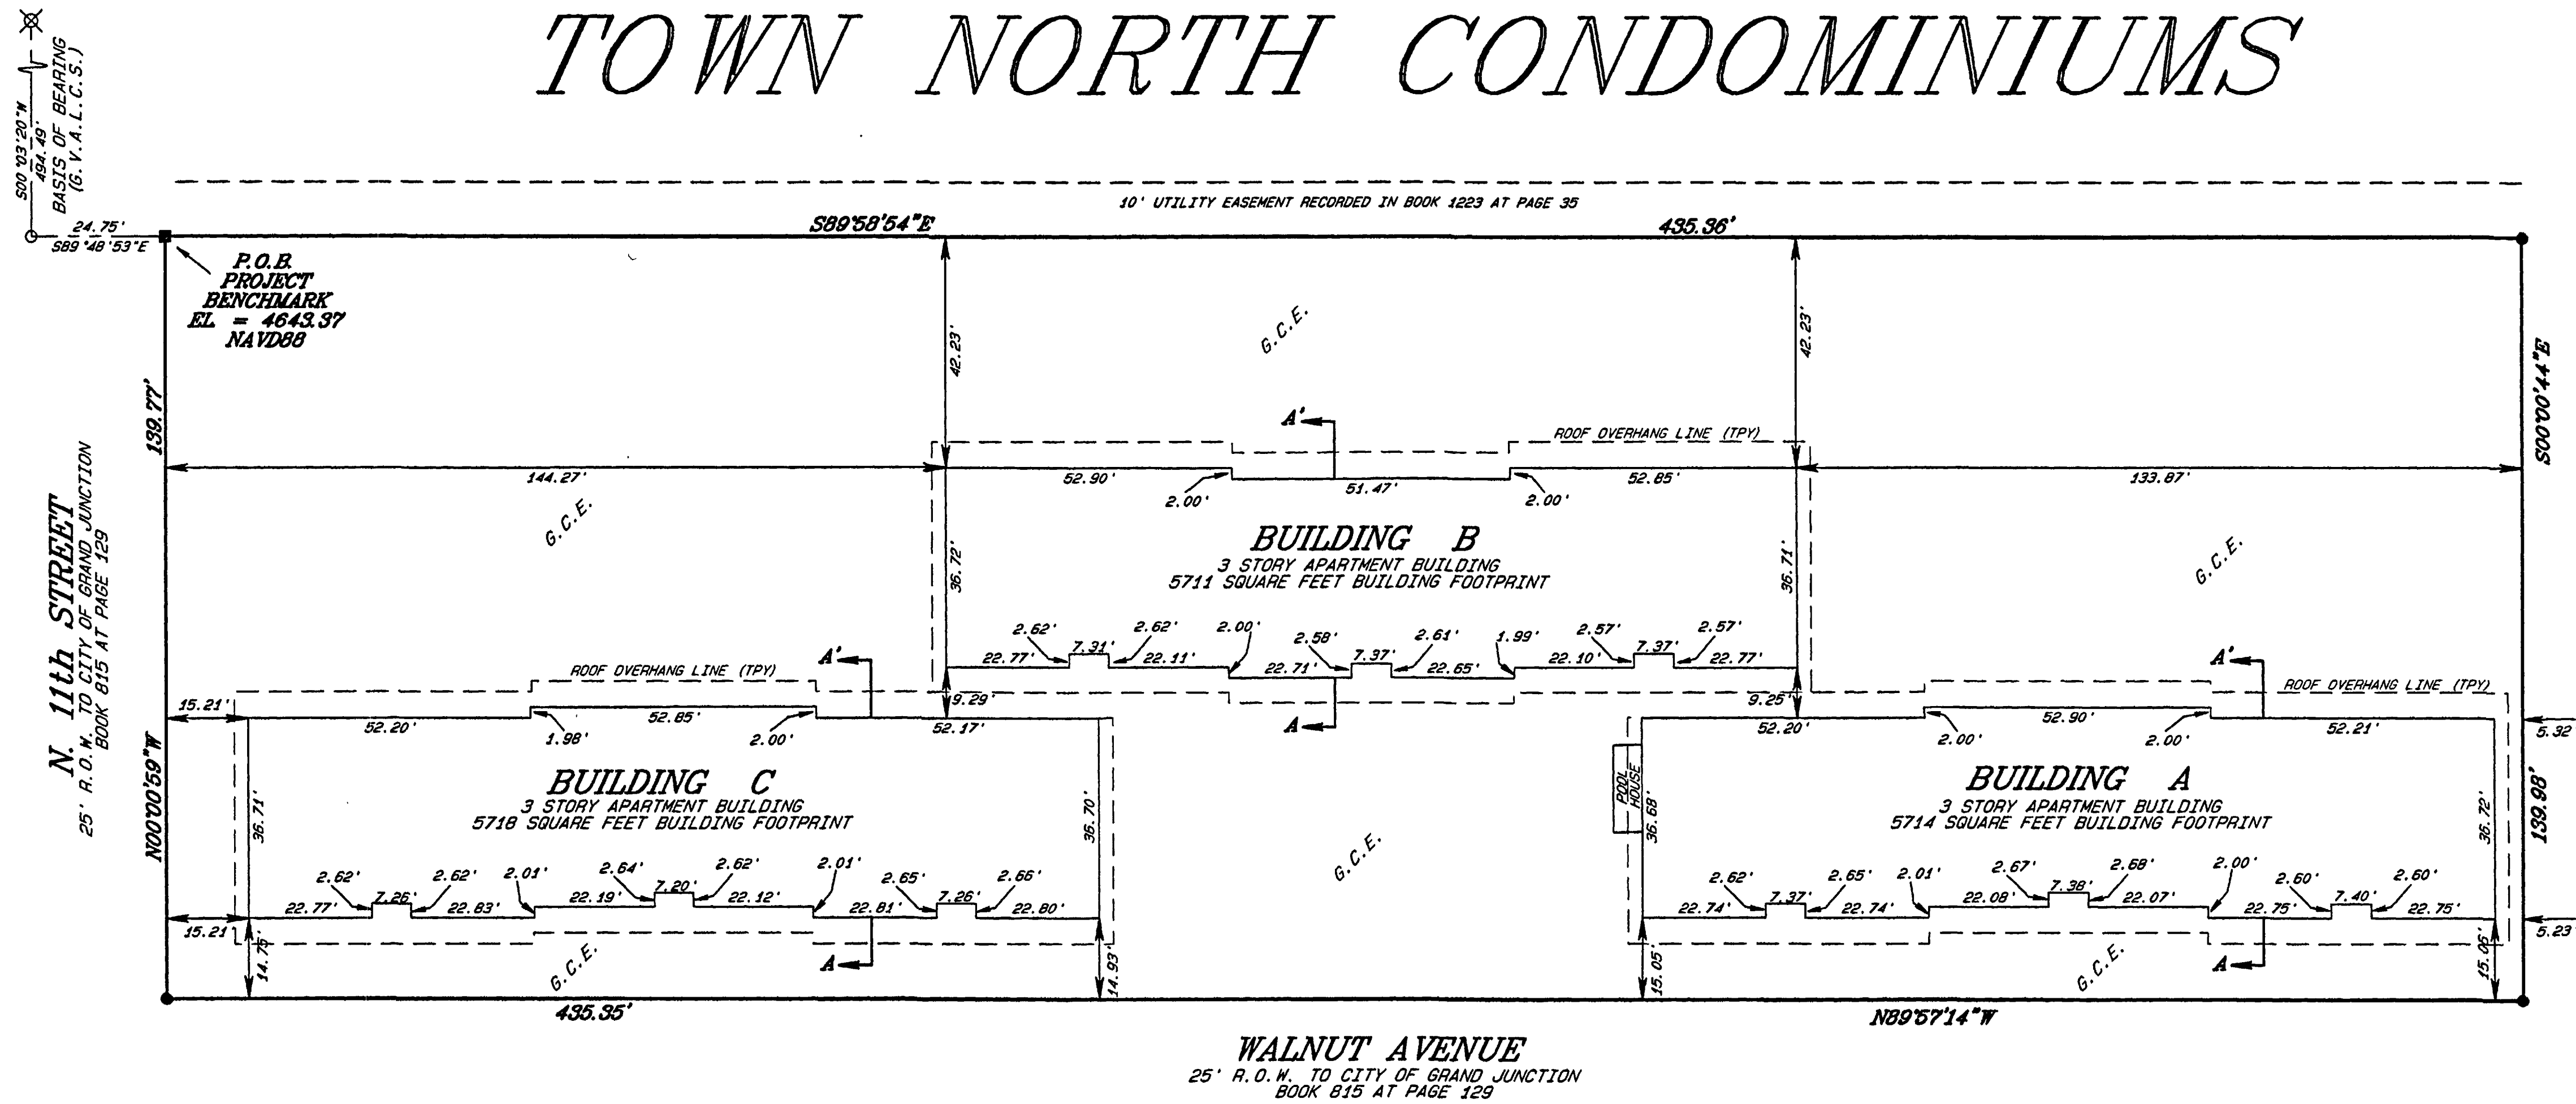 TOWN NORTH CONDOMINIUMS
S00°03'20"W
494.49'
BASIS OF BEARING
(G.V.A.L.C.S.)
24.75'
S89°48'53"E
10' UTILITY EASEMENT RECORDED IN BOOK 1223 AT PAGE 35
S89°58'54"E
435.36'
P.O.B.
PROJECT
BENCHMARK
EL = 4643.37
NAVD88
139.77'
N00°00'59"W
N. 11th STREET
25' R.O.W. TO CITY OF GRAND JUNCTION
BOOK 815 AT PAGE 129
42.23'
G.C.E.
42.23'
S00°00'44"E
139.98'
A'
ROOF OVERHANG LINE (TPY)
144.27'
52.90'
2.00'
51.47'
2.00'
52.85'
133.87'
G.C.E.
BUILDING B
3 STORY APARTMENT BUILDING
5711 SQUARE FEET BUILDING FOOTPRINT
36.72'
36.71'
G.C.E.
2.62'
7.31'
2.62'
2.00'
2.58'
7.37'
2.61'
1.99'
2.57'
7.37'
2.57'
22.77'
22.11'
22.71'
22.65'
22.10'
22.77'
9.29'
9.25'
A
ROOF OVERHANG LINE (TPY)
A'
15.21'
52.20'
1.98'
52.85'
2.00'
52.17'
BUILDING C
3 STORY APARTMENT BUILDING
5718 SQUARE FEET BUILDING FOOTPRINT
36.71'
36.70'
2.62'
7.26'
2.62'
2.01'
2.64'
7.20'
2.62'
2.01'
2.65'
7.26'
2.66'
22.77'
22.83'
22.19'
22.12'
22.81'
22.80'
15.21
14.75'
G.C.E.
A
14.93'
G.C.E.
A'
ROOF OVERHANG LINE (TPY)
52.20'
2.00'
52.90'
2.00'
52.21'
5.32
POOL
HOUSE
36.68'
BUILDING A
3 STORY APARTMENT BUILDING
5714 SQUARE FEET BUILDING FOOTPRINT
36.72'
2.62'
7.37'
2.65'
2.01'
2.67'
7.38'
2.68'
2.00'
2.60'
7.40'
2.60'
22.74'
22.74'
22.08'
22.07'
22.75'
22.75'
5.23'
15.05'
G.C.E.
A
15.06'
435.35'
N89°57'14"W
WALNUT AVENUE
25' R.O.W. TO CITY OF GRAND JUNCTION
BOOK 815 AT PAGE 129